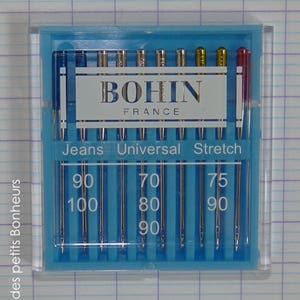 BOHIN
FRANCE
Jeans Universal Stretch
90 70 75
100 80 90
90
des petits Bonheurs